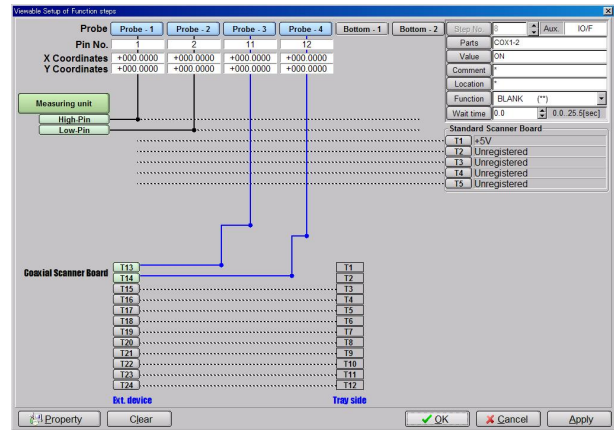 Viewable Setup of Function steps
Probe Probe - 1 Probe - 2 Probe - 3 Probe - 4 Bottom - 1 Bottom - 2 Step No. 8 Aux. IO/F
Pin No. 1 2 11 12 Parts COX1-2
X Coordinates +000.0000 +000.0000 +000.0000 +000.0000 Value ON
Y Coordinates +000.0000 +000.0000 +000.0000 +000.0000 Comment *
Location *
Measuring unit Function BLANK (**)
High-Pin Wait time 0.0 0.0..25.5[sec]
Low-Pin Standard Scanner Board
T1 +5V
T2 Unregistered
T3 Unregistered
T4 Unregistered
T5 Unregistered
Coaxial Scanner Board T13 T1
T14 T2
T15 T3
T16 T4
T17 T5
T18 T6
T19 T7
T20 T8
T21 T9
T22 T10
T23 T11
T24 T12
Ext. device Tray side
Property Clear OK Cancel Apply